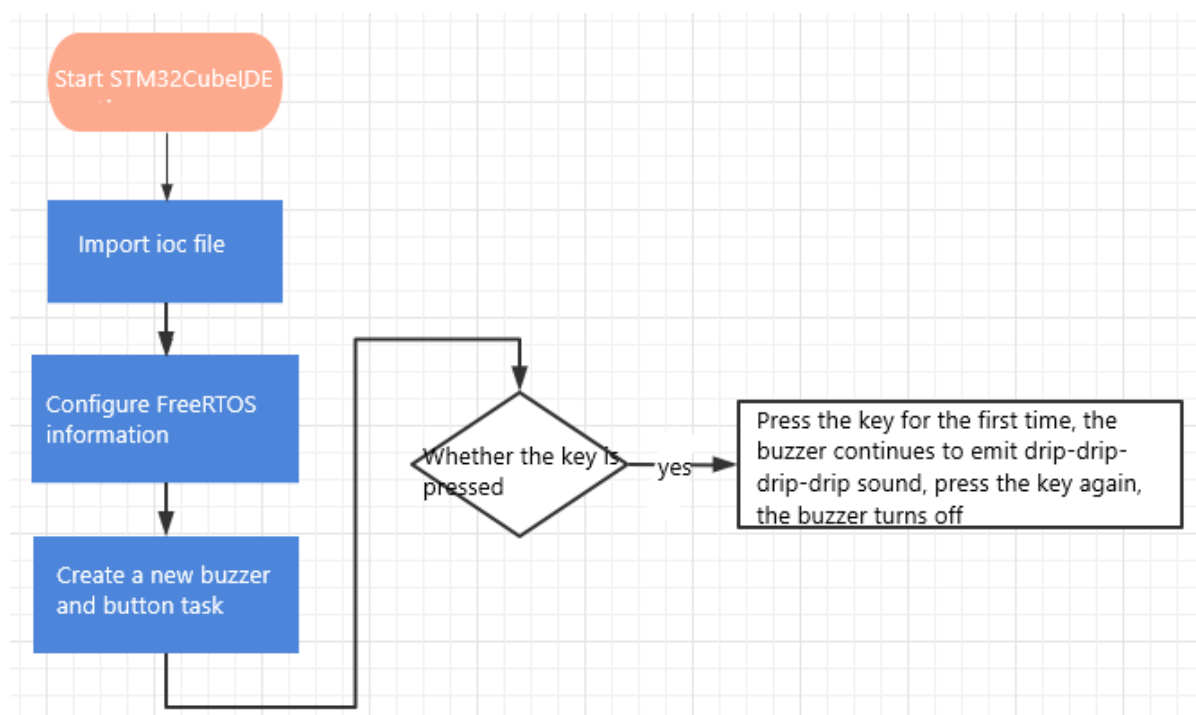 Start STM32CubeIDE
Import ioc file
Configure FreeRTOS
information
Create a new buzzer
and button task
Whether the key is
pressed
yes
Press the key for the first time, the
buzzer continues to emit drip-drip-
drip-drip sound, press the key again,
the buzzer turns off